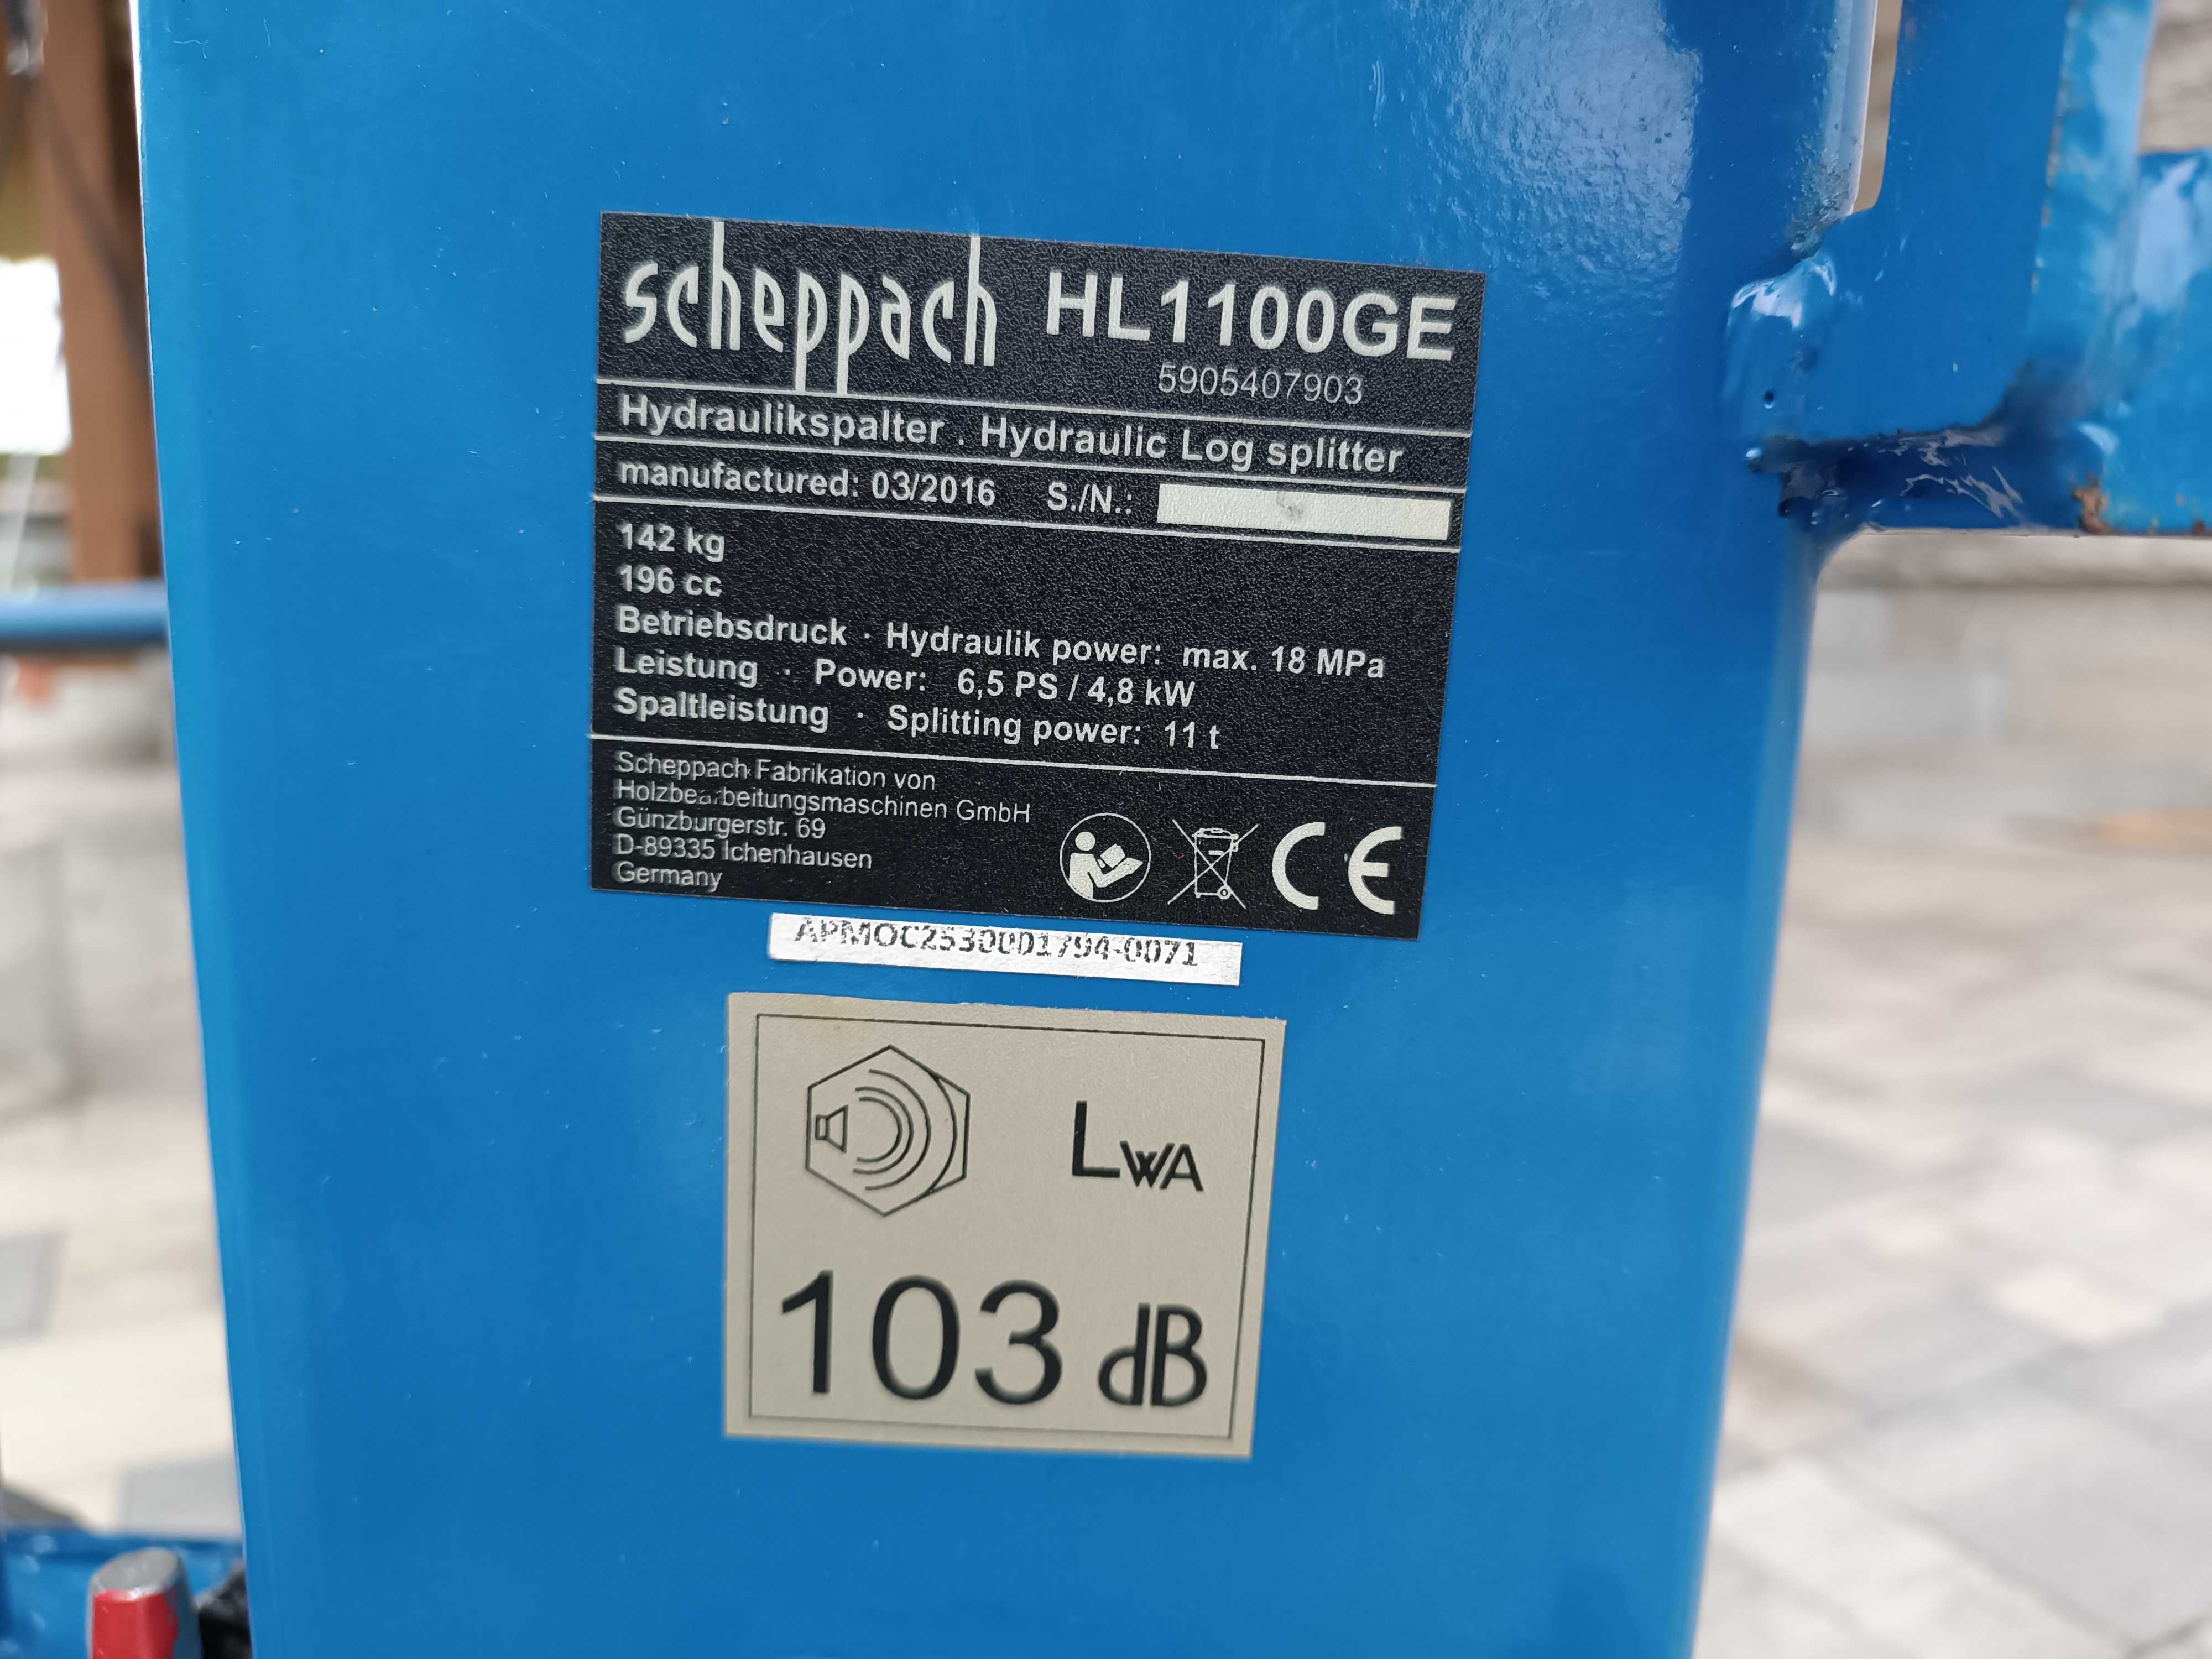 scheppach HL1100GE
5905407903
Hydraulikspalter . Hydraulic Log splitter
manufactured: 03/2016 S./N.:
142 kg
196 cc
Betriebsdruck · Hydraulik power: max. 18 MPa
Leistung · Power: 6,5 PS / 4,8 kW
Spaltleistung · Splitting power: 11 t
Scheppach Fabrikation von
Holzbearbeitungsmaschinen GmbH
Günzburgerstr. 69
D-89335 Ichenhausen
Germany
CE
APMOC2530001794-0071
LWA
103 dB